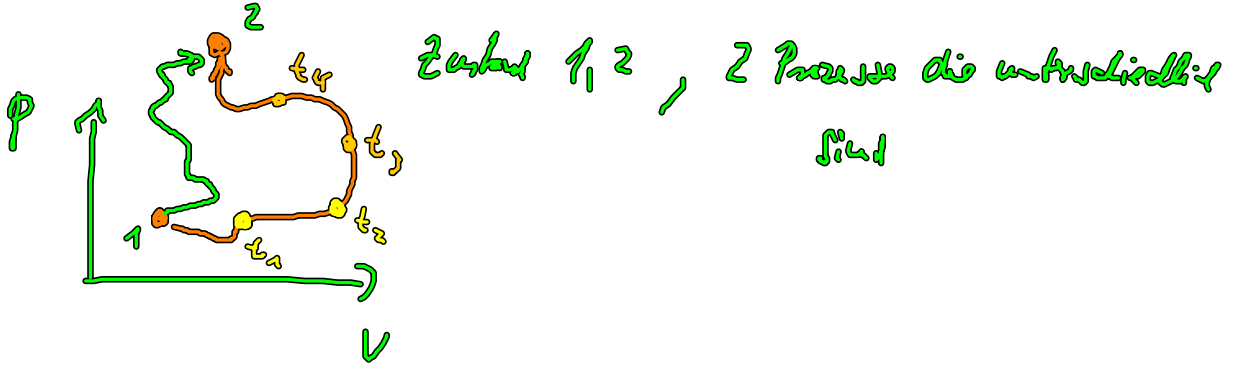 2
t₄
Zustand 1,2 , 2 Prozesse die unterschiedlich
sind
p
t₃
1
t₁
t₂
V